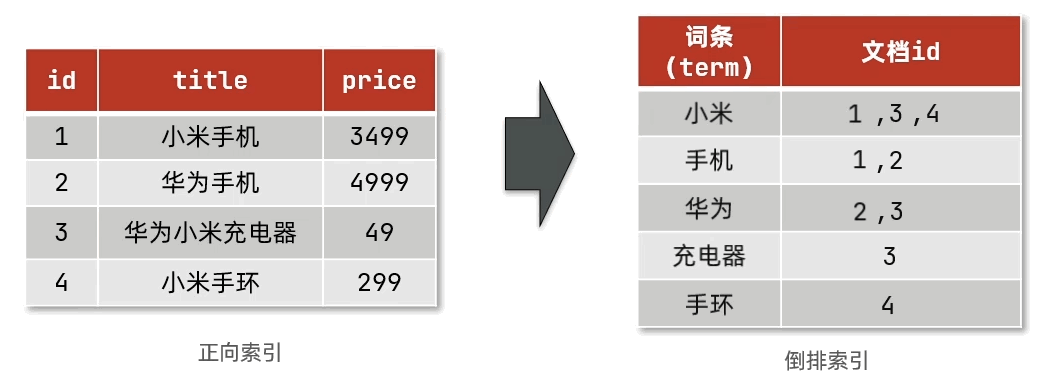 id title price
1 小米手机 3499
2 华为手机 4999
3 华为小米充电器 49
4 小米手环 299
正向索引
词条
(term) 文档id
小米 1 ,3 ,4
手机 1 ,2
华为 2 ,3
充电器 3
手环 4
倒排索引